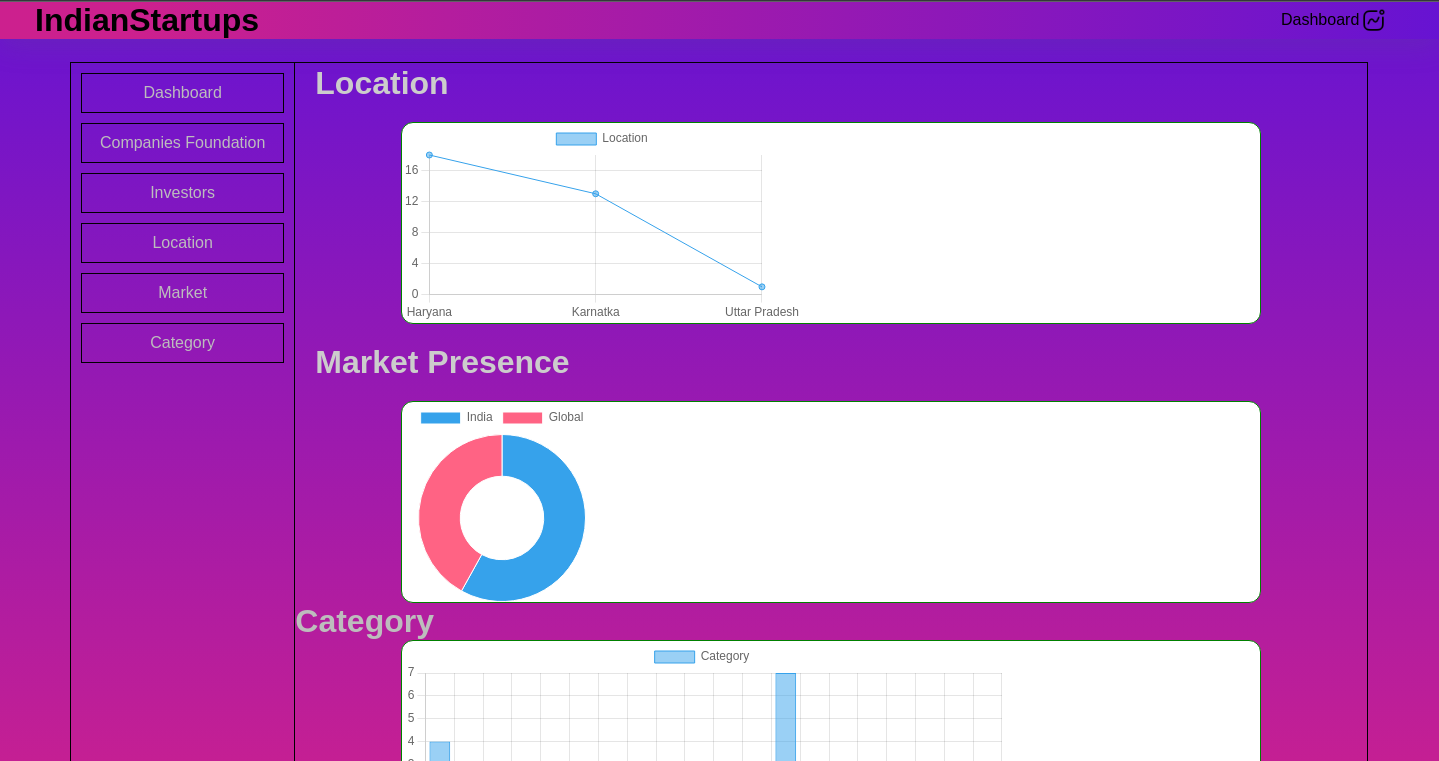 IndianStartups
Dashboard
Dashboard
Companies Foundation
Investors
Location
Market
Category
Location
Location
16
12
8
4
0
Haryana Karnatka Uttar Pradesh
Market Presence
India Global
Category
Category
7
6
5
4